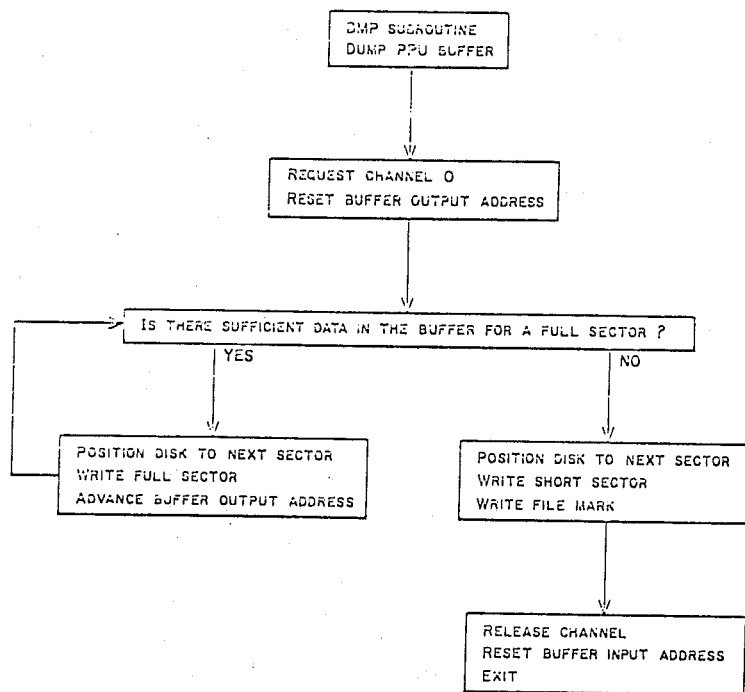 DMP SUBROUTINE
DUMP PPU BUFFER
REQUEST CHANNEL 0
RESET BUFFER OUTPUT ADDRESS
IS THERE SUFFICIENT DATA IN THE BUFFER FOR A FULL SECTOR ?
YES
NO
POSITION DISK TO NEXT SECTOR
WRITE FULL SECTOR
ADVANCE BUFFER OUTPUT ADDRESS
POSITION DISK TO NEXT SECTOR
WRITE SHORT SECTOR
WRITE FILE MARK
RELEASE CHANNEL
RESET BUFFER INPUT ADDRESS
EXIT